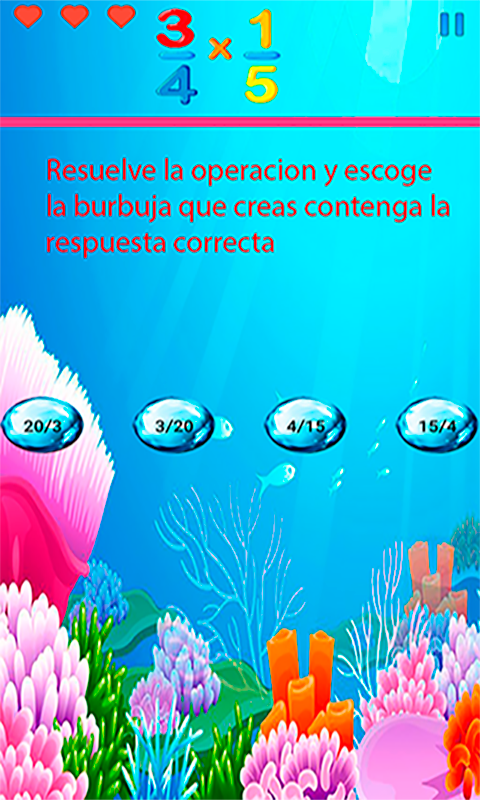 3/4 x 1/5
Resuelve la operacion y escoge
la burbuja que creas contenga la
respuesta correcta
20/3 3/20 4/15 15/4